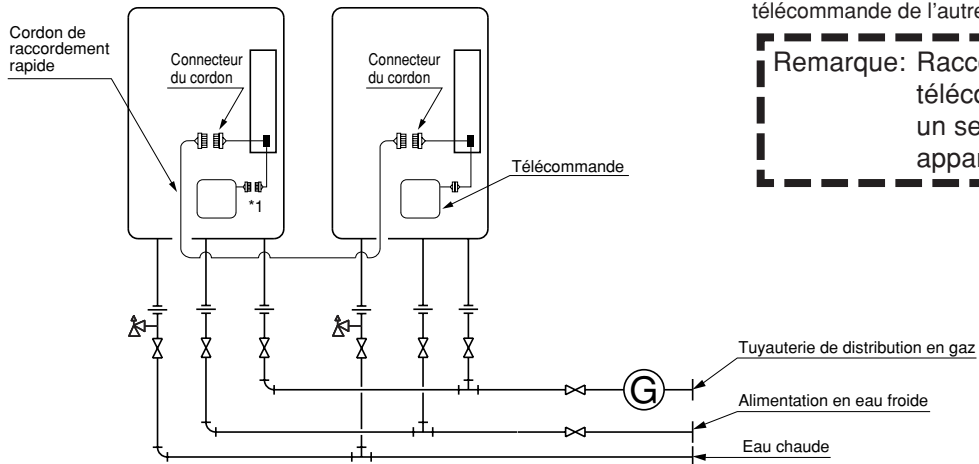 télécommande de l'autre
Remarque: Racco
téléco
un se
appar
Cordon de
raccordement
rapide
Connecteur
du cordon
Connecteur
du cordon
Télécommande
*1
G
Tuyauterie de distribution en gaz
Alimentation en eau froide
Eau chaude